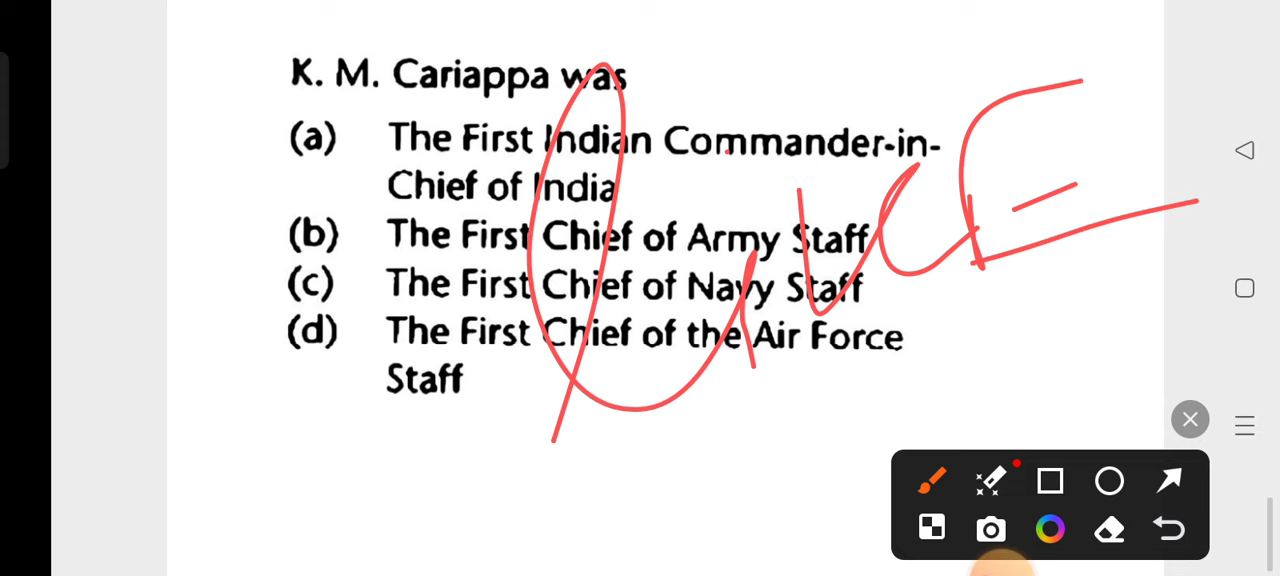 K. M. Cariappa was
(a) The First Indian Commander-in-
Chief of India
(b) The First Chief of Army Staff
(c) The First Chief of Navy Staff
(d) The First Chief of the Air Force
Staff